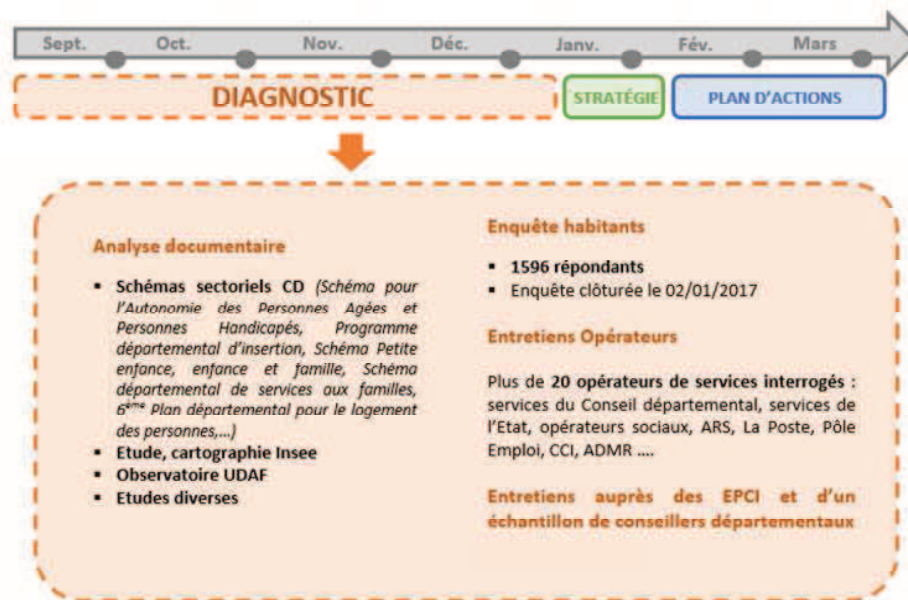 Sept. Oct. Nov. Déc. Janv. Fév. Mars
DIAGNOSTIC STRATÉGIE PLAN D'ACTIONS
Analyse documentaire
▪ Schémas sectoriels CD (Schéma pour
l'Autonomie des Personnes Agées et
Personnes Handicapés, Programme
départemental d'insertion, Schéma Petite
enfance, enfance et famille, Schéma
départemental de services aux familles,
6ème Plan départemental pour le logement
des personnes,…)
▪ Etude, cartographie Insee
▪ Observatoire UDAF
▪ Etudes diverses
Enquête habitants
▪ 1596 répondants
▪ Enquête clôturée le 02/01/2017
Entretiens Opérateurs
Plus de 20 opérateurs de services interrogés :
services du Conseil départemental, services de
l'Etat, opérateurs sociaux, ARS, La Poste, Pôle
Emploi, CCI, ADMR ....
Entretiens auprès des EPCI et d'un
échantillon de conseillers départementaux